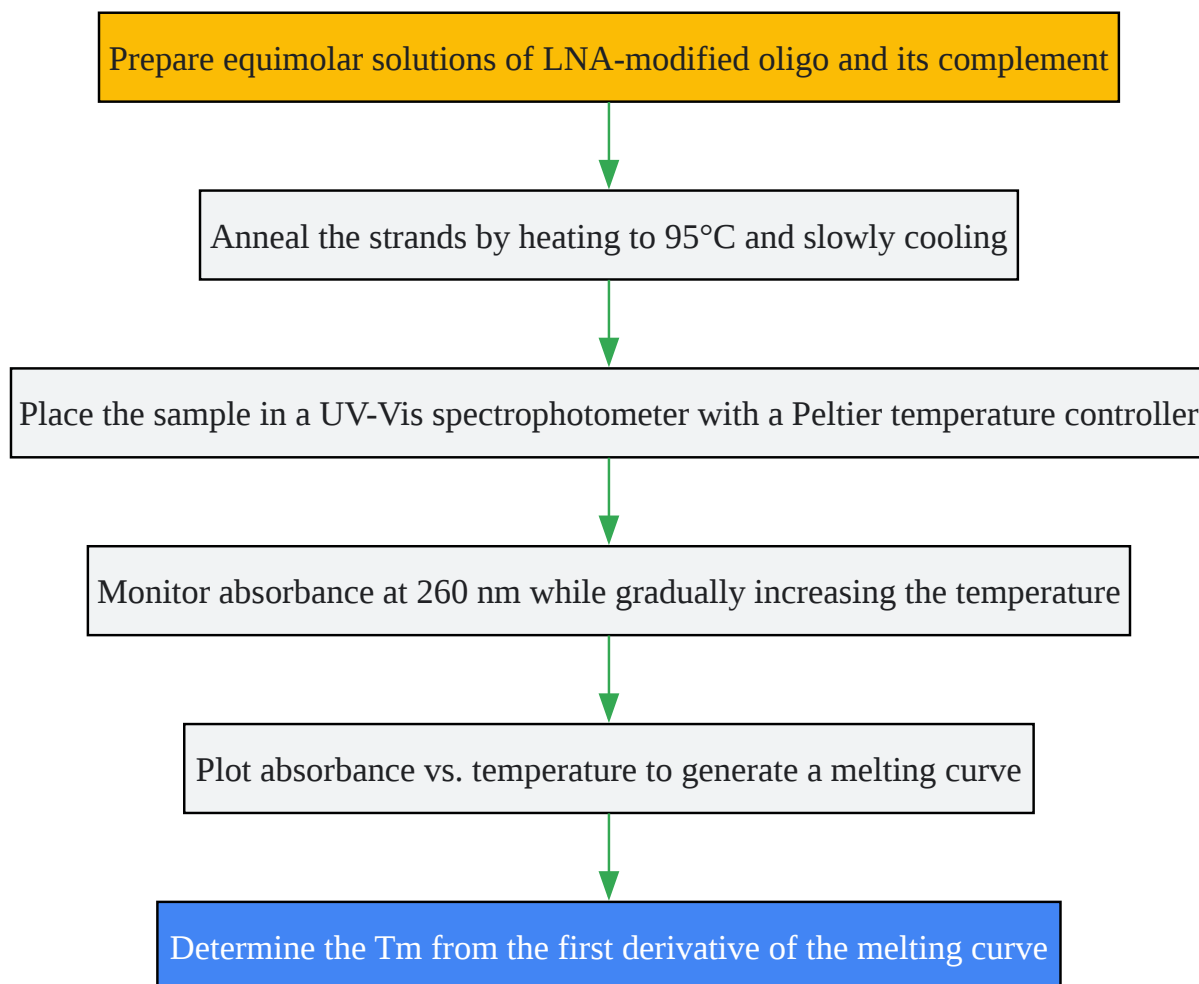 Prepare equimolar solutions of LNA-modified oligo and its complement
Anneal the strands by heating to 95°C and slowly cooling
Place the sample in a UV-Vis spectrophotometer with a Peltier temperature controller
Monitor absorbance at 260 nm while gradually increasing the temperature
Plot absorbance vs. temperature to generate a melting curve
Determine the Tm from the first derivative of the melting curve